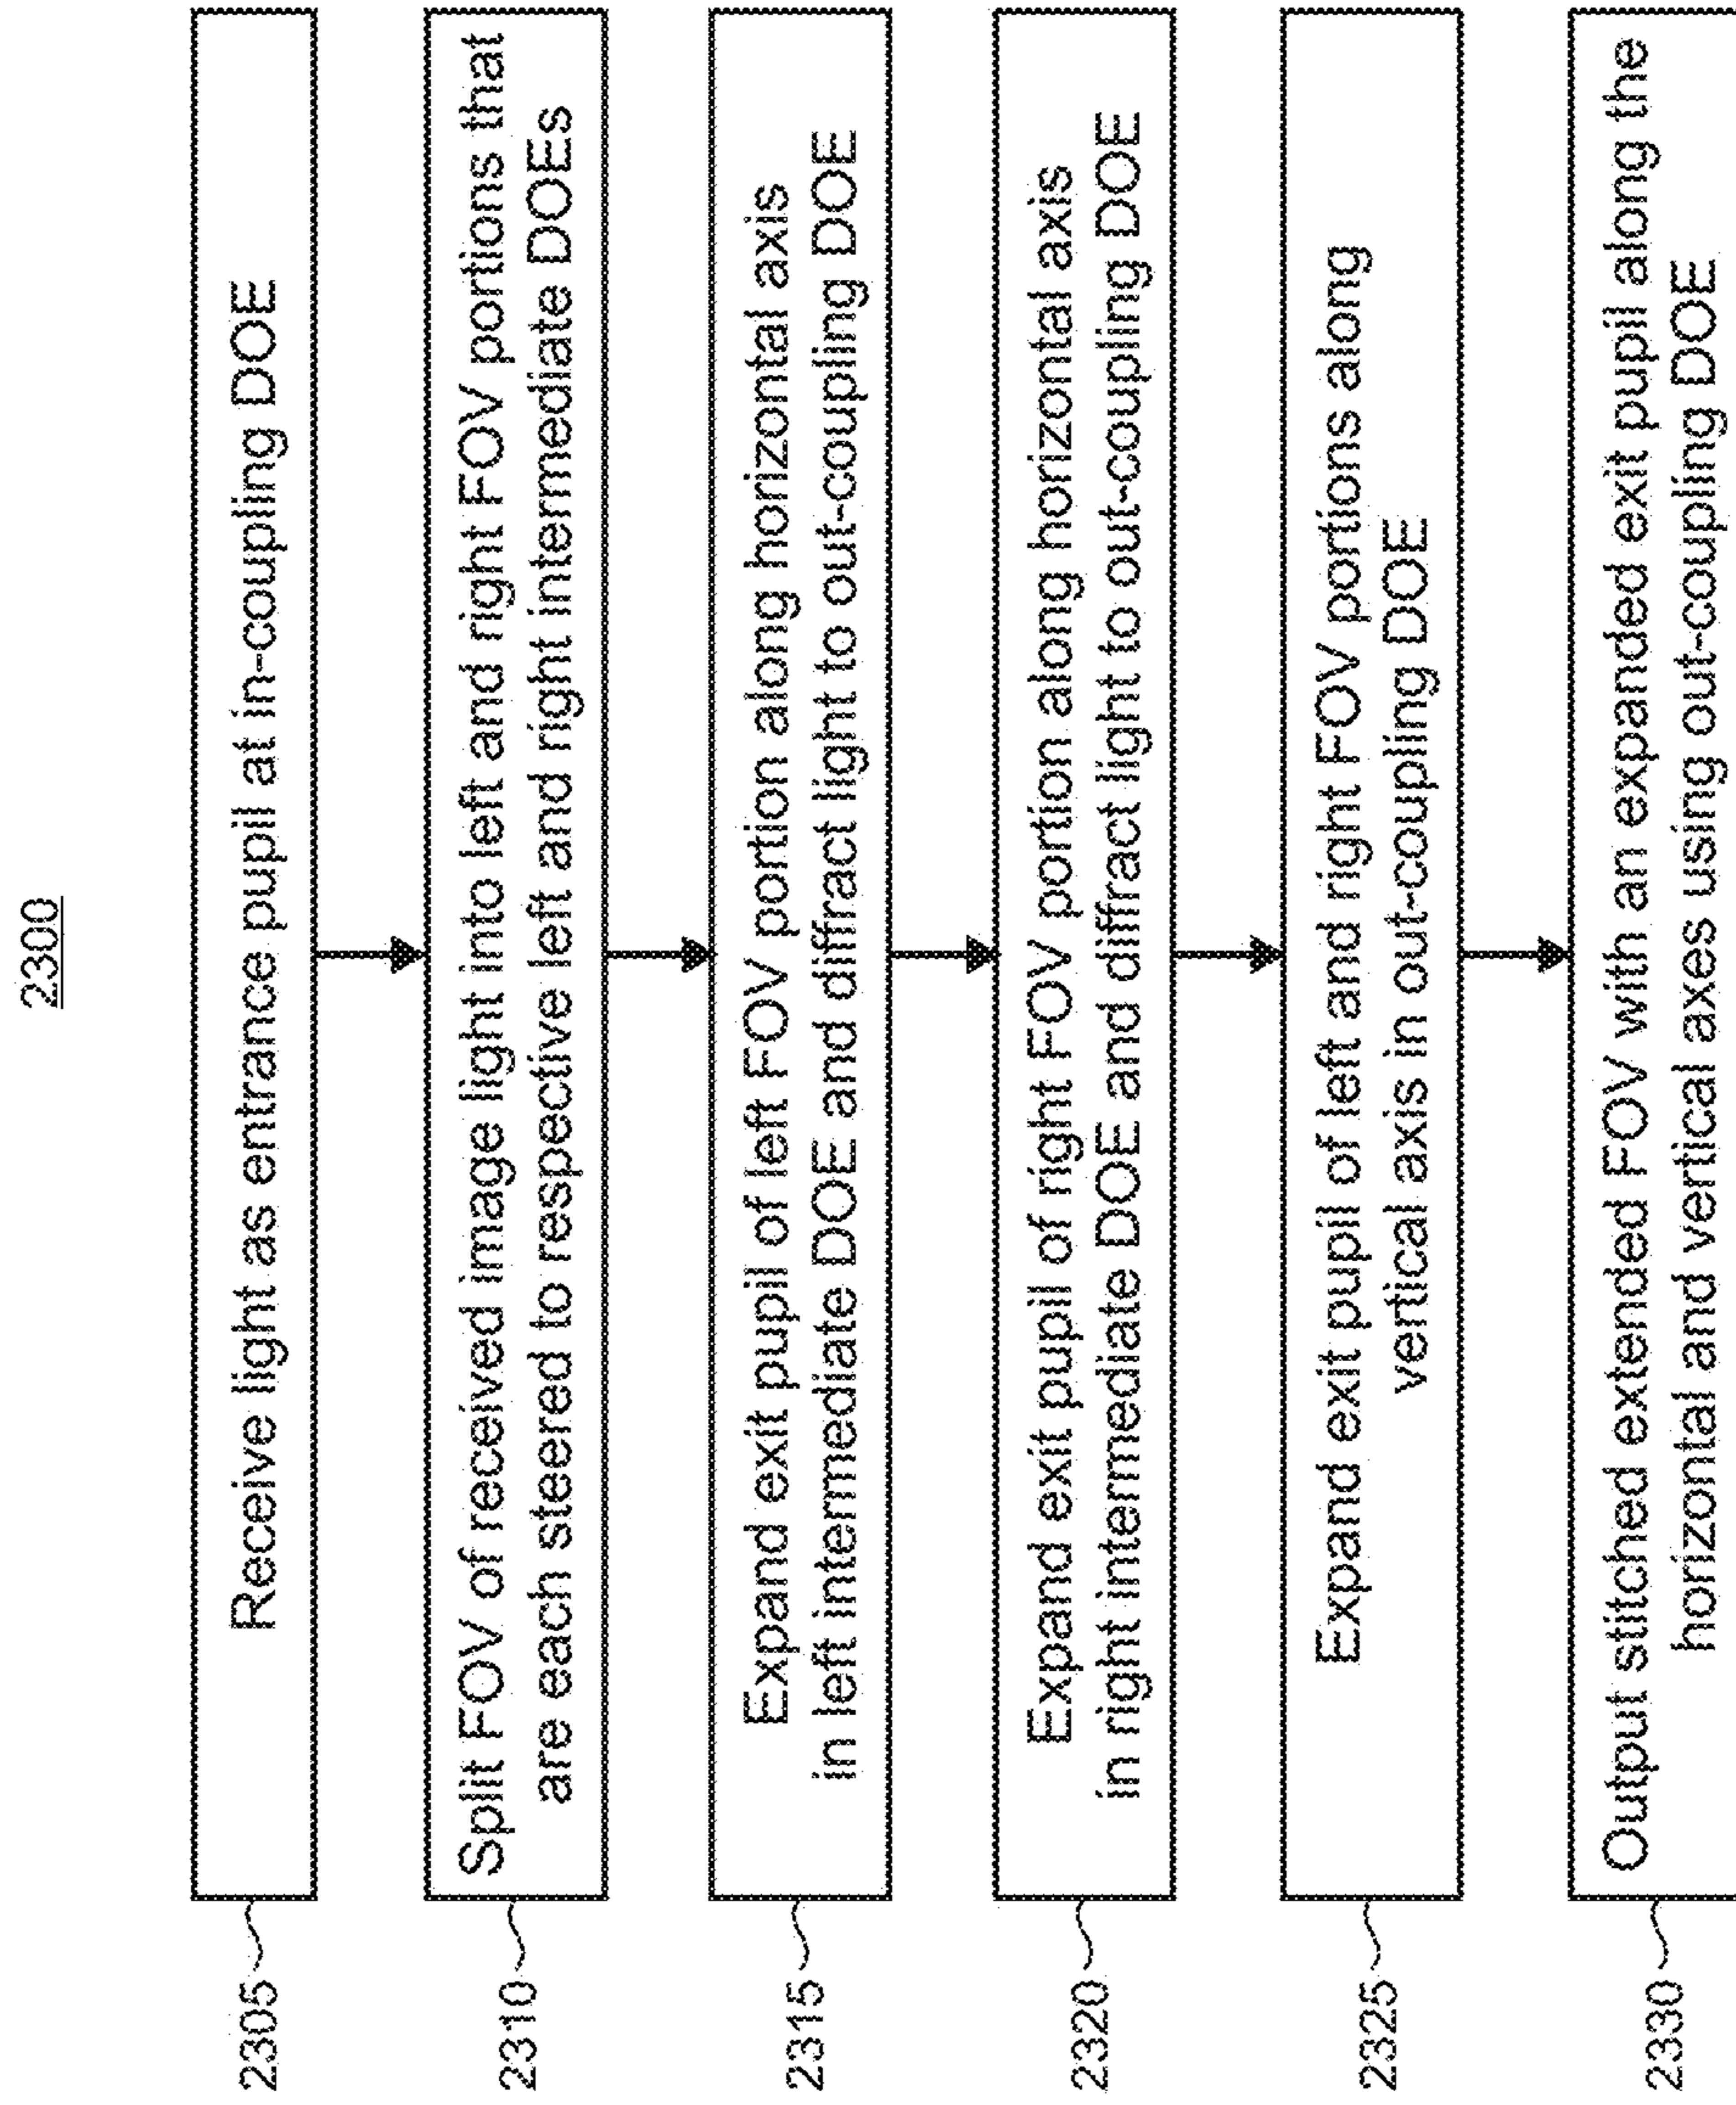 2300
2305
Receive light as entrance pupil at in-coupling DOE
2310
Split FOV of received image light into left and right FOV portions that
are each steered to respective left and right intermediate DOEs
2315
Expand exit pupil of left FOV portion along horizontal axis
in left intermediate DOE and diffract light to out-coupling DOE
2320
Expand exit pupil of right FOV portion along horizontal axis
in right intermediate DOE and diffract light to out-coupling DOE
2325
Expand exit pupil of left and right FOV portions along
vertical axis in out-coupling DOE
2330
Output stitched extended FOV with an expanded exit pupil along the
horizontal and vertical axes using out-coupling DOE